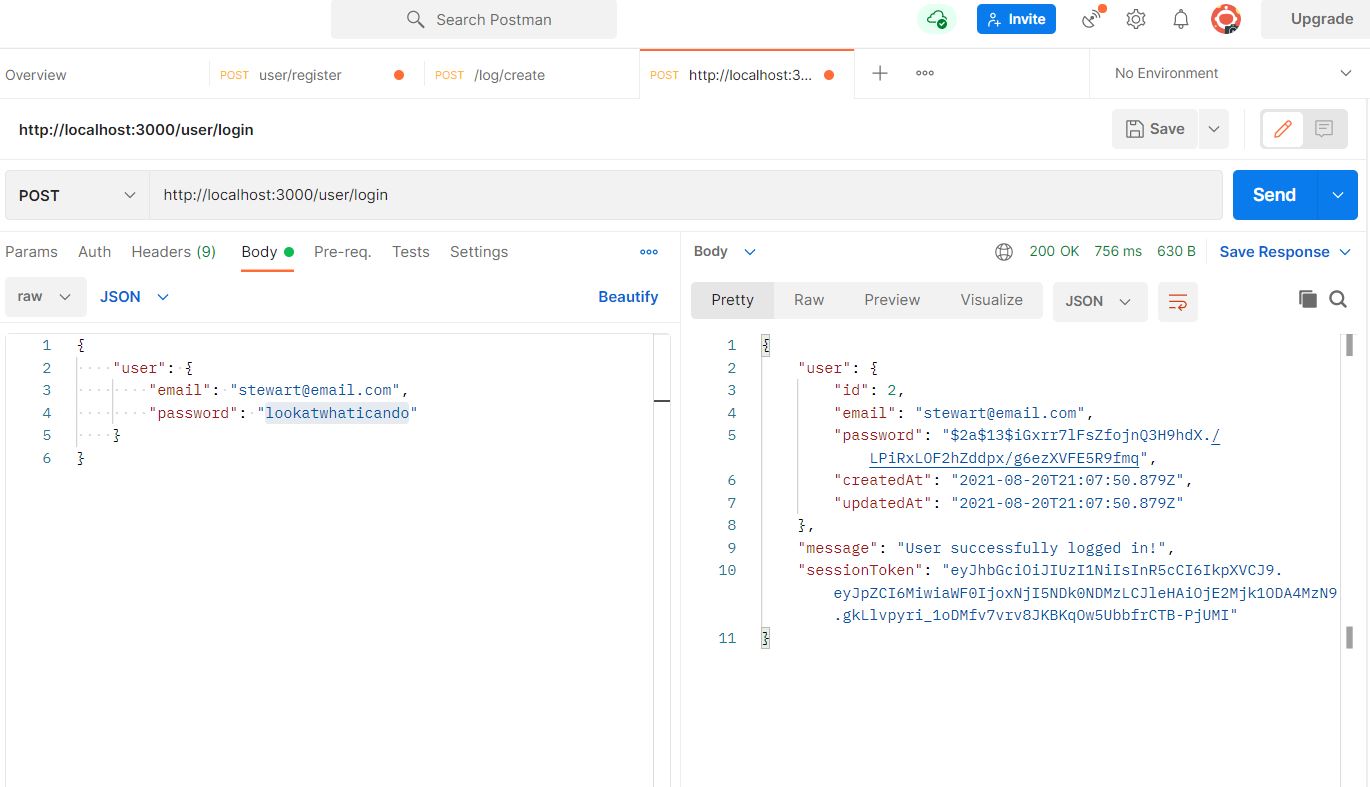 Search Postman
Invite
Upgrade
Overview
POST user/register
POST /log/create
POST http://localhost:3...
No Environment
http://localhost:3000/user/login
Save
POST
http://localhost:3000/user/login
Send
Params Auth Headers (9) Body Pre-req. Tests Settings
Body
200 OK 756 ms 630 B Save Response
raw JSON Beautify
Pretty Raw Preview Visualize JSON
1 {
2 "user": {
3 "email": "stewart@email.com",
4 "password": "lookatwhaticando"
5 }
6 }
1 {
2 "user": {
3 "id": 2,
4 "email": "stewart@email.com",
5 "password": "$2a$13$iGxrr7lFsZfojnQ3H9hdX./
LPiRxLOF2hZddpx/g6ezXVFE5R9fmq",
6 "createdAt": "2021-08-20T21:07:50.879Z",
7 "updatedAt": "2021-08-20T21:07:50.879Z"
8 },
9 "message": "User successfully logged in!",
10 "sessionToken": "eyJhbGciOiJIUzI1NiIsInR5cCI6IkpXVCJ9.
eyJpZCI6MiwiaWF0IjoxNjI5NDk0NDMzLCJleHAiOjE2Mjk1ODA4MzN9
.gkLlvpyri_1oDMfv7vrv8JKBKqOw5UbbfrCTB-PjUMI"
11 }